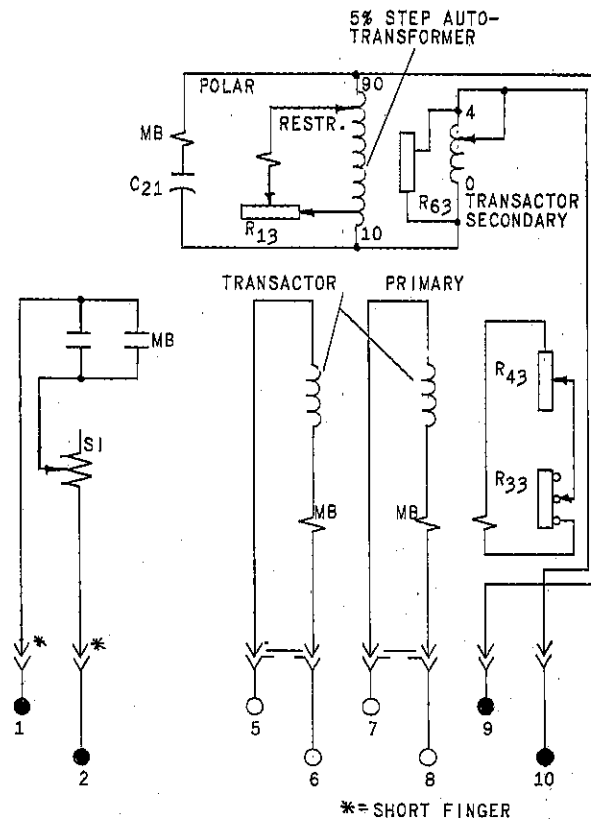 5% STEP AUTO-
TRANSFORMER
POLAR
90
RESTR.
4
MB
C21
R13
10
R63
0
TRANSACTOR
SECONDARY
TRANSACTOR PRIMARY
MB
R43
SI
R33
MB
MB
*
*
1
5
7
9
2
6
8
10
*=SHORT FINGER